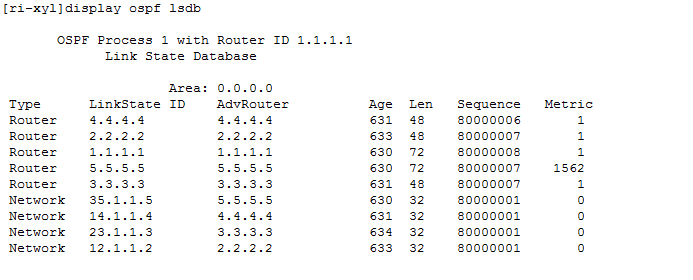 [ri-xyl]display ospf lsdb
OSPF Process 1 with Router ID 1.1.1.1
Link State Database
Area: 0.0.0.0
Type LinkState ID AdvRouter Age Len Sequence Metric
Router 4.4.4.4 4.4.4.4 631 48 80000006 1
Router 2.2.2.2 2.2.2.2 633 48 80000007 1
Router 1.1.1.1 1.1.1.1 630 72 80000008 1
Router 5.5.5.5 5.5.5.5 630 72 80000007 1562
Router 3.3.3.3 3.3.3.3 631 48 80000007 1
Network 35.1.1.5 5.5.5.5 630 32 80000001 0
Network 14.1.1.4 4.4.4.4 631 32 80000001 0
Network 23.1.1.3 3.3.3.3 634 32 80000001 0
Network 12.1.1.2 2.2.2.2 633 32 80000001 0